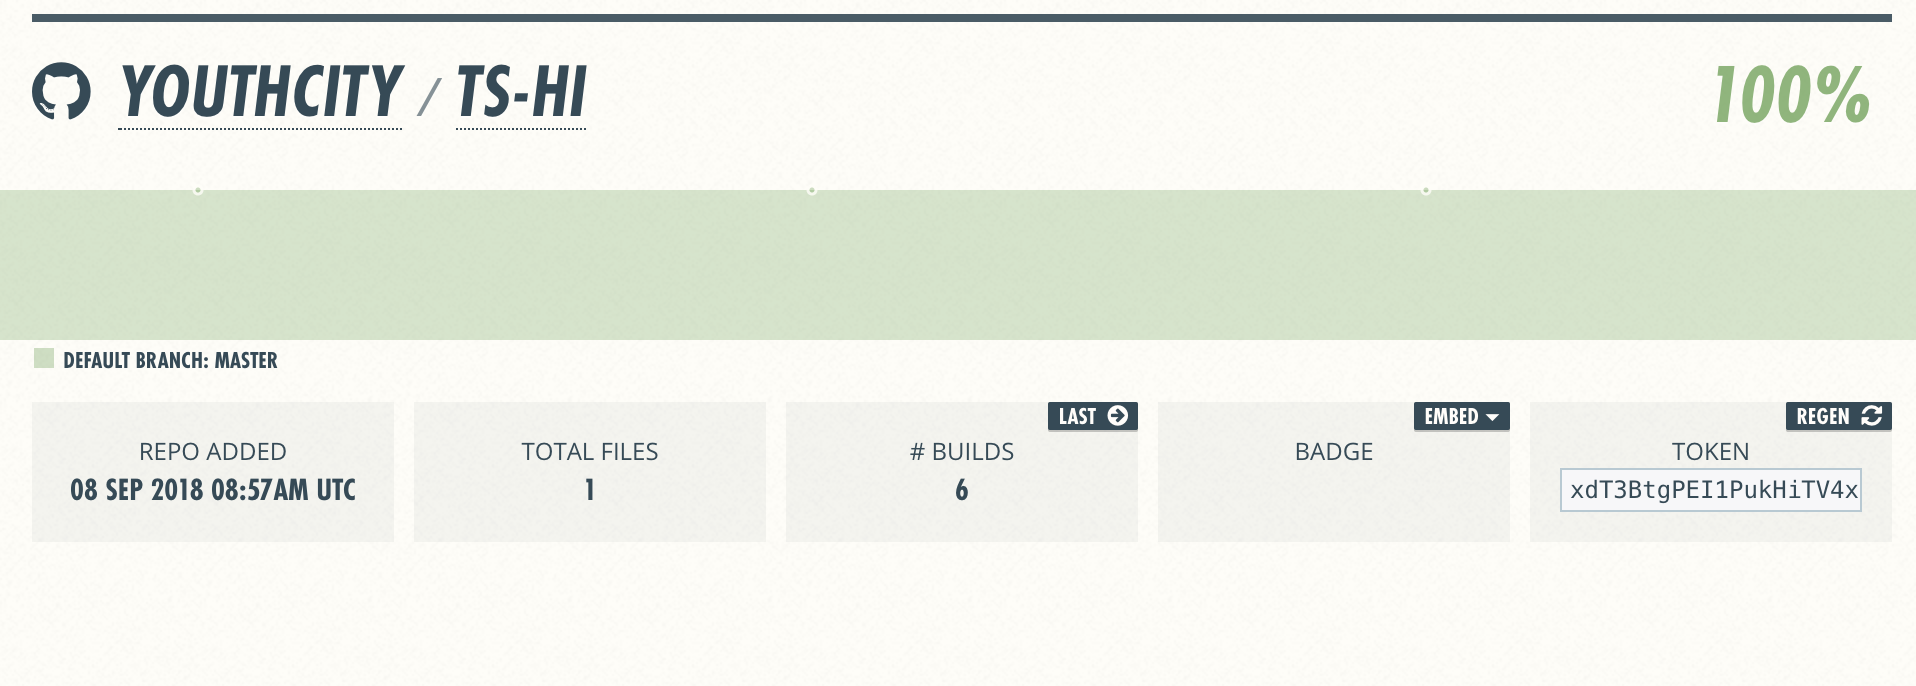 YOUTHCITY / TS-HI
100%
DEFAULT BRANCH: MASTER
REPO ADDED
08 SEP 2018 08:57AM UTC
TOTAL FILES
1
LAST
# BUILDS
6
EMBED
BADGE
REGEN
TOKEN
xdT3BtgPEI1PukHiTV4x